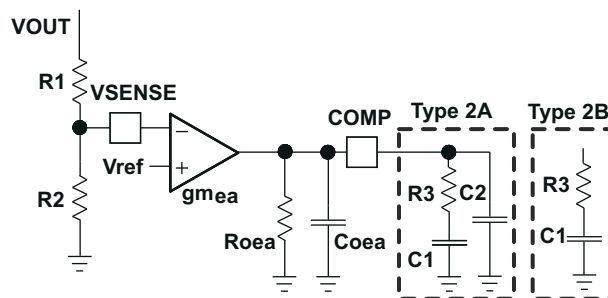 VOUT
R1
VSENSE
COMP
Type 2A
Type 2B
Vref
−
+
gmea
R2
Roea
Coea
R3
C2
C1
R3
C1